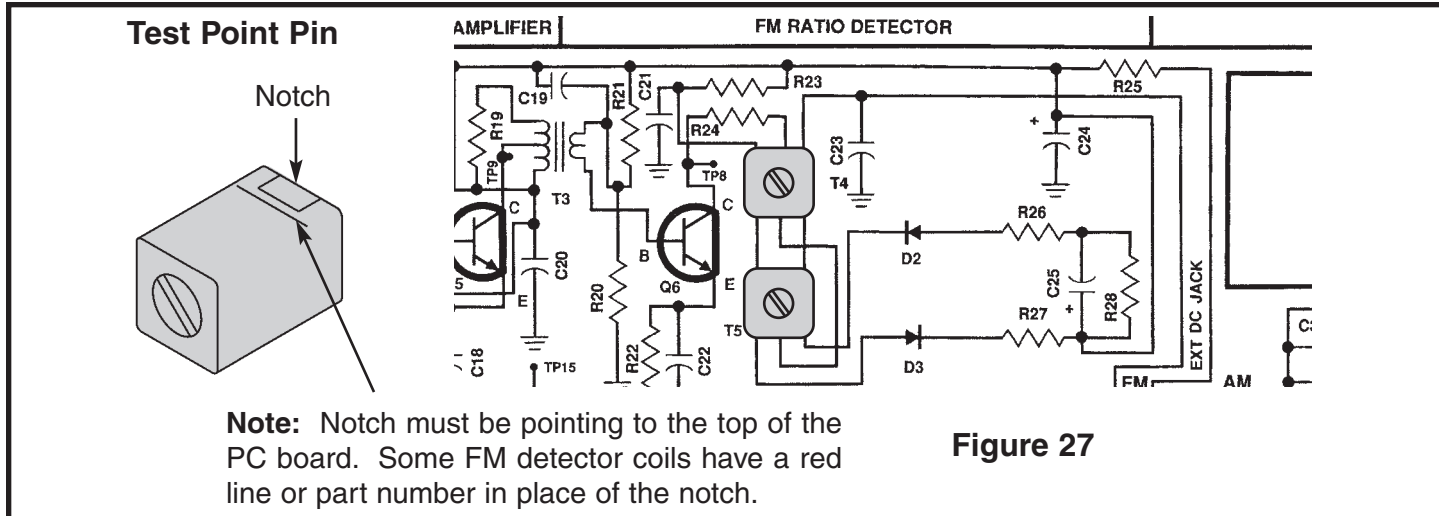 Test Point Pin
Notch
AMPLIFIER
FM RATIO DETECTOR
C19
R19
TP9
T3
R21
C21
R23
R24
TP8
C23
T4
C24
+
R25
C
5
E
C20
C18
TP15
R20
B
Q6
C
E
R22
C22
T5
D2
D3
R26
C25
+
R27
R28
EXT DC JACK
FM
AM
Note: Notch must be pointing to the top of the
PC board. Some FM detector coils have a red
line or part number in place of the notch.
Figure 27